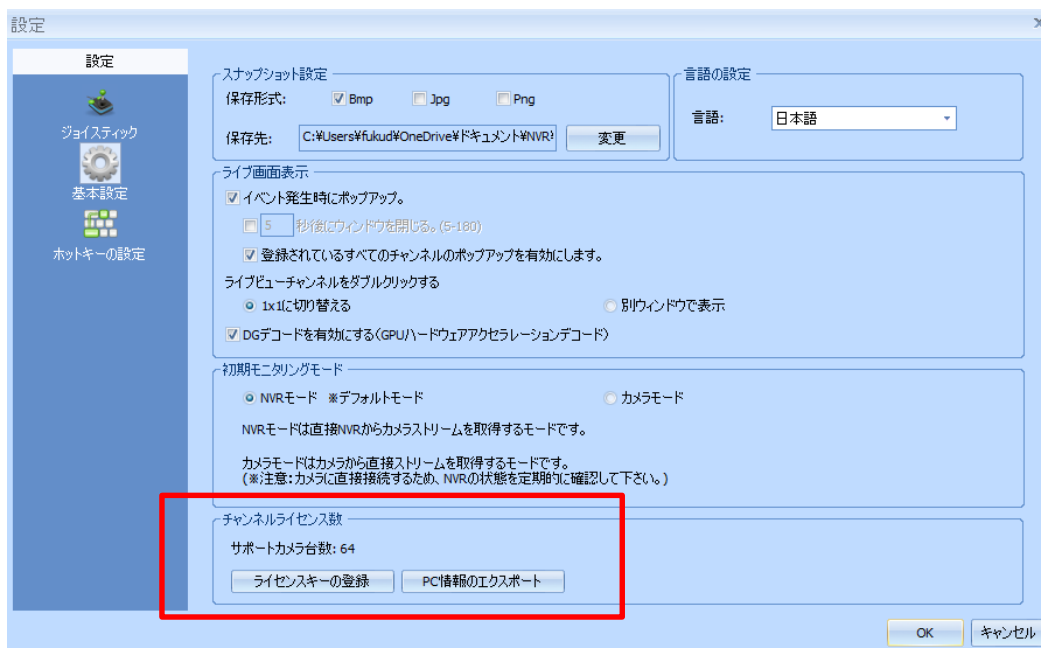 設定
設定
ジョイスティック
基本設定
ホットキーの設定
スナップショット設定
保存形式: Bmp Jpg Png
保存先: C:¥Users¥fukud¥OneDrive¥ドキュメント¥NVR¥ 変更
言語の設定
言語: 日本語
ライブ画面表示
イベント発生時にポップアップ。
5 秒後にウィンドウを閉じる。(5-180)
登録されているすべてのチャンネルのポップアップを有効にします。
ライブビューチャンネルをダブルクリックする
1x1に切り替える 別ウィンドウで表示
DGデコードを有効にする(GPUハードウェアアクセラレーションデコード)
初期モニタリングモード
NVRモード ※デフォルトモード カメラモード
NVRモードは直接NVRからカメラストリームを取得するモードです。
カメラモードはカメラから直接ストリームを取得するモードです。
(※注意:カメラに直接接続するため、NVRの状態を定期的に確認して下さい。)
チャンネルライセンス数
サポートカメラ台数: 64
ライセンスキーの登録 PC情報のエクスポート
OK キャンセル